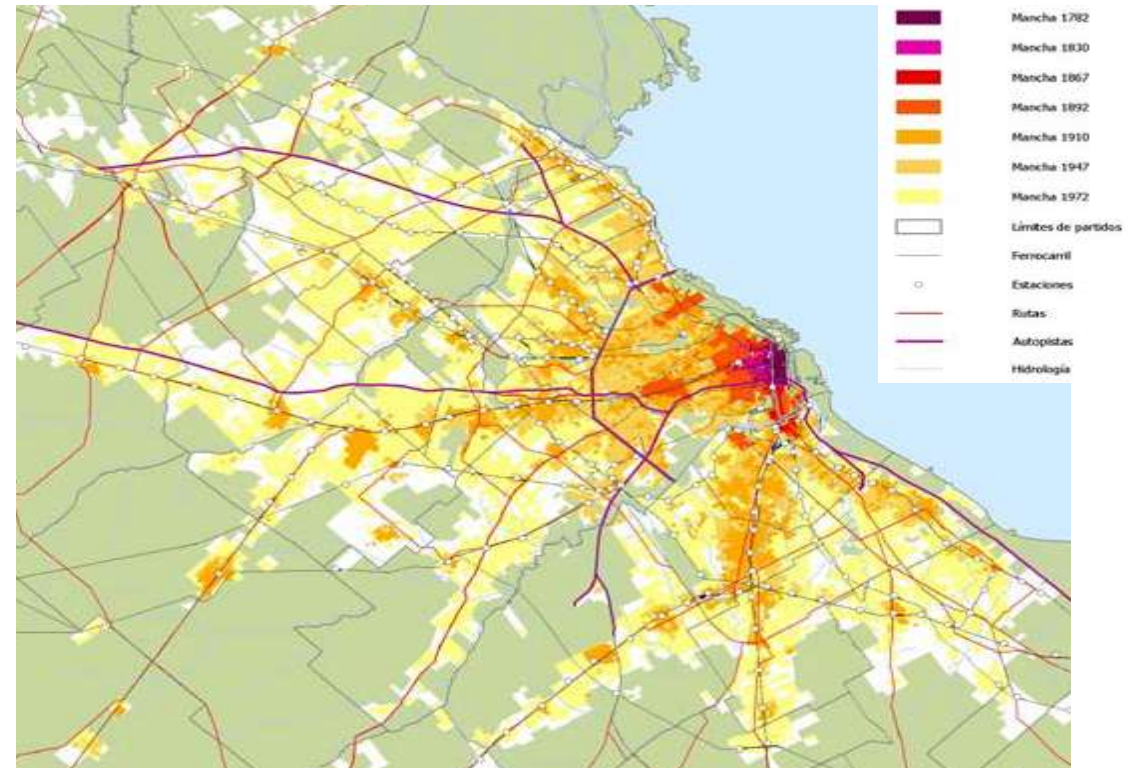 Mancha 1782
Mancha 1830
Mancha 1867
Mancha 1892
Mancha 1910
Mancha 1947
Mancha 1972
Límites de partidos
Ferrocarril
Estaciones
Rutas
Autopistas
Hidrología